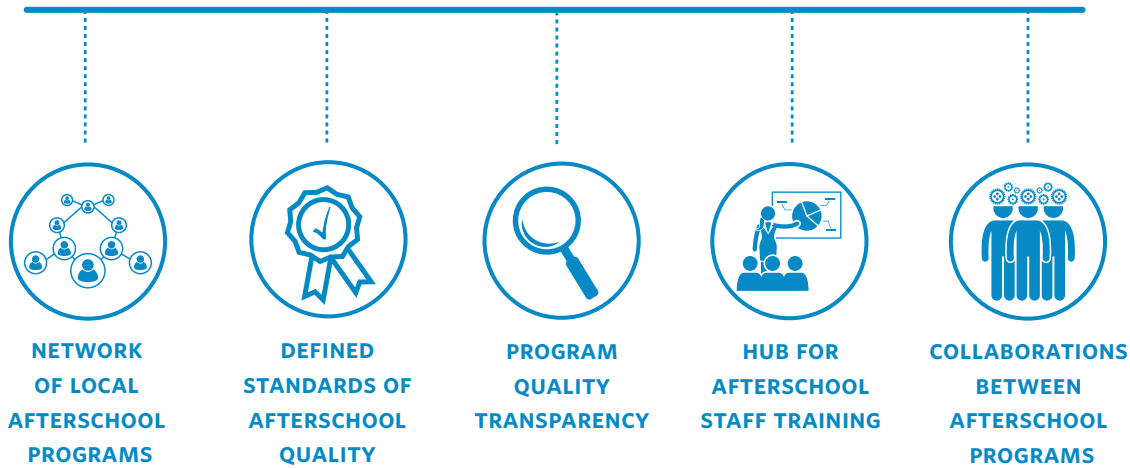 NETWORK
OF LOCAL
AFTERSCHOOL
PROGRAMS
DEFINED
STANDARDS OF
AFTERSCHOOL
QUALITY
PROGRAM
QUALITY
TRANSPARENCY
HUB FOR
AFTERSCHOOL
STAFF TRAINING
COLLABORATIONS
BETWEEN
AFTERSCHOOL
PROGRAMS